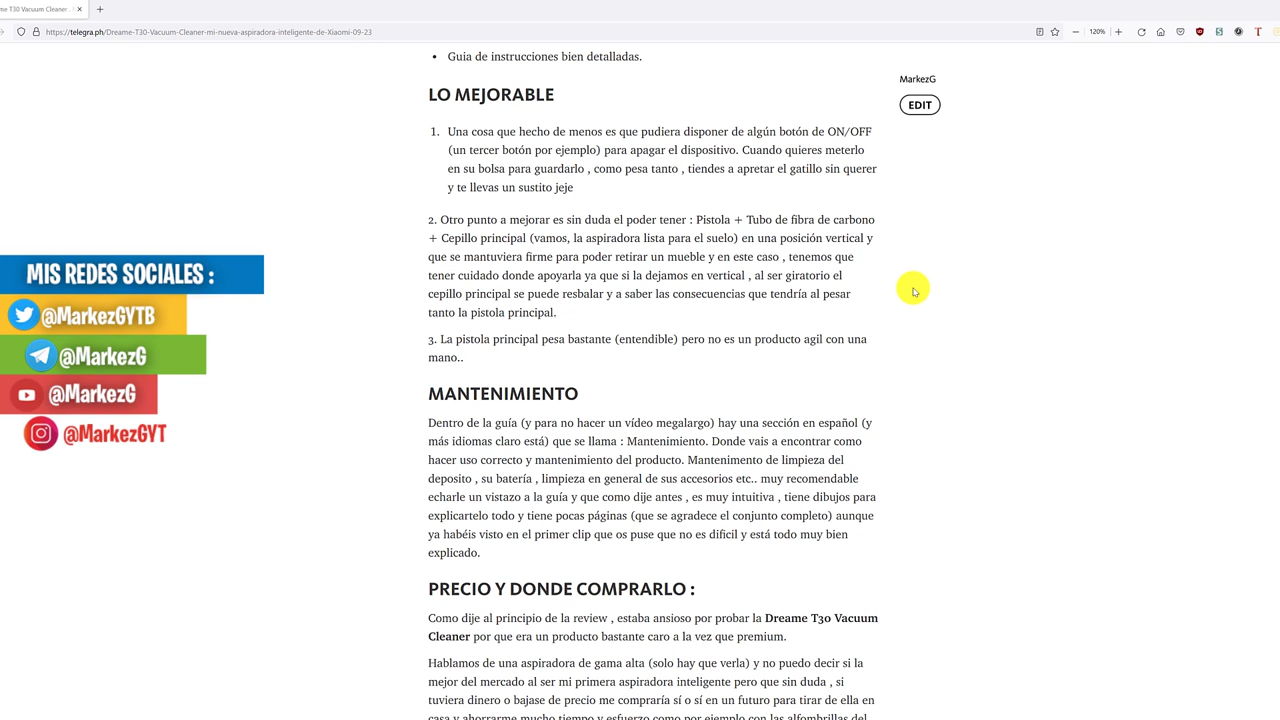 me T30 Vacuum Cleaner
https://telegra.ph/Dreame-T30-Vacuum-Cleaner-mi-nueva-aspiradora-inteligente-de-Xiaomi-09-23
120%
• Guia de instrucciones bien detalladas.
MarkezG
EDIT
LO MEJORABLE
1. Una cosa que hecho de menos es que pudiera disponer de algún botón de ON/OFF
(un tercer botón por ejemplo) para apagar el dispositivo. Cuando quieres meterlo
en su bolsa para guardarlo , como pesa tanto , tiendes a apretar el gatillo sin querer
y te llevas un sustito jeje
2. Otro punto a mejorar es sin duda el poder tener : Pistola + Tubo de fibra de carbono
+ Cepillo principal (vamos, la aspiradora lista para el suelo) en una posición vertical y
que se mantuviera firme para poder retirar un mueble y en este caso , tenemos que
tener cuidado donde apoyarla ya que si la dejamos en vertical , al ser giratorio el
cepillo principal se puede resbalar y a saber las consecuencias que tendría al pesar
tanto la pistola principal.
3. La pistola principal pesa bastante (entendible) pero no es un producto agil con una
mano..
MANTENIMIENTO
Dentro de la guía (y para no hacer un vídeo megalargo) hay una sección en español (y
más idiomas claro está) que se llama : Mantenimiento. Donde vais a encontrar como
hacer uso correcto y mantenimiento del producto. Mantenimento de limpieza del
deposito , su batería , limpieza en general de sus accesorios etc.. muy recomendable
echarle un vistazo a la guía y que como dije antes , es muy intuitiva , tiene dibujos para
explicartelo todo y tiene pocas páginas (que se agradece el conjunto completo) aunque
ya habéis visto en el primer clip que os puse que no es dificil y está todo muy bien
explicado.
PRECIO Y DONDE COMPRARLO :
Como dije al principio de la review , estaba ansioso por probar la Dreame T30 Vacuum
Cleaner por que era un producto bastante caro a la vez que premium.
Hablamos de una aspiradora de gama alta (solo hay que verla) y no puedo decir si la
mejor del mercado al ser mi primera aspiradora inteligente pero que sin duda , si
tuviera dinero o bajase de precio me compraría sí o sí en un futuro para tirar de ella en
casa y ahorrarme mucho tiempo y esfuerzo como por ejemplo con las alfombrillas del
MIS REDES SOCIALES :
@MarkezGYTB
@MarkezG
@MarkezG
@MarkezGYT